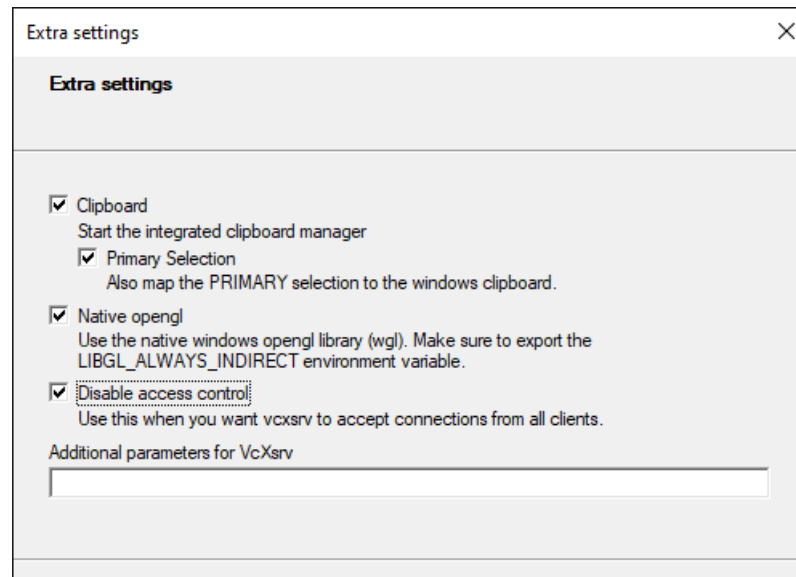 Extra settings
Extra settings
Clipboard
Start the integrated clipboard manager
Primary Selection
Also map the PRIMARY selection to the windows clipboard.
Native opengl
Use the native windows opengl library (wgl). Make sure to export the
LIBGL_ALWAYS_INDIRECT environment variable.
Disable access control
Use this when you want vcxsrv to accept connections from all clients.
Additional parameters for VcXsrv